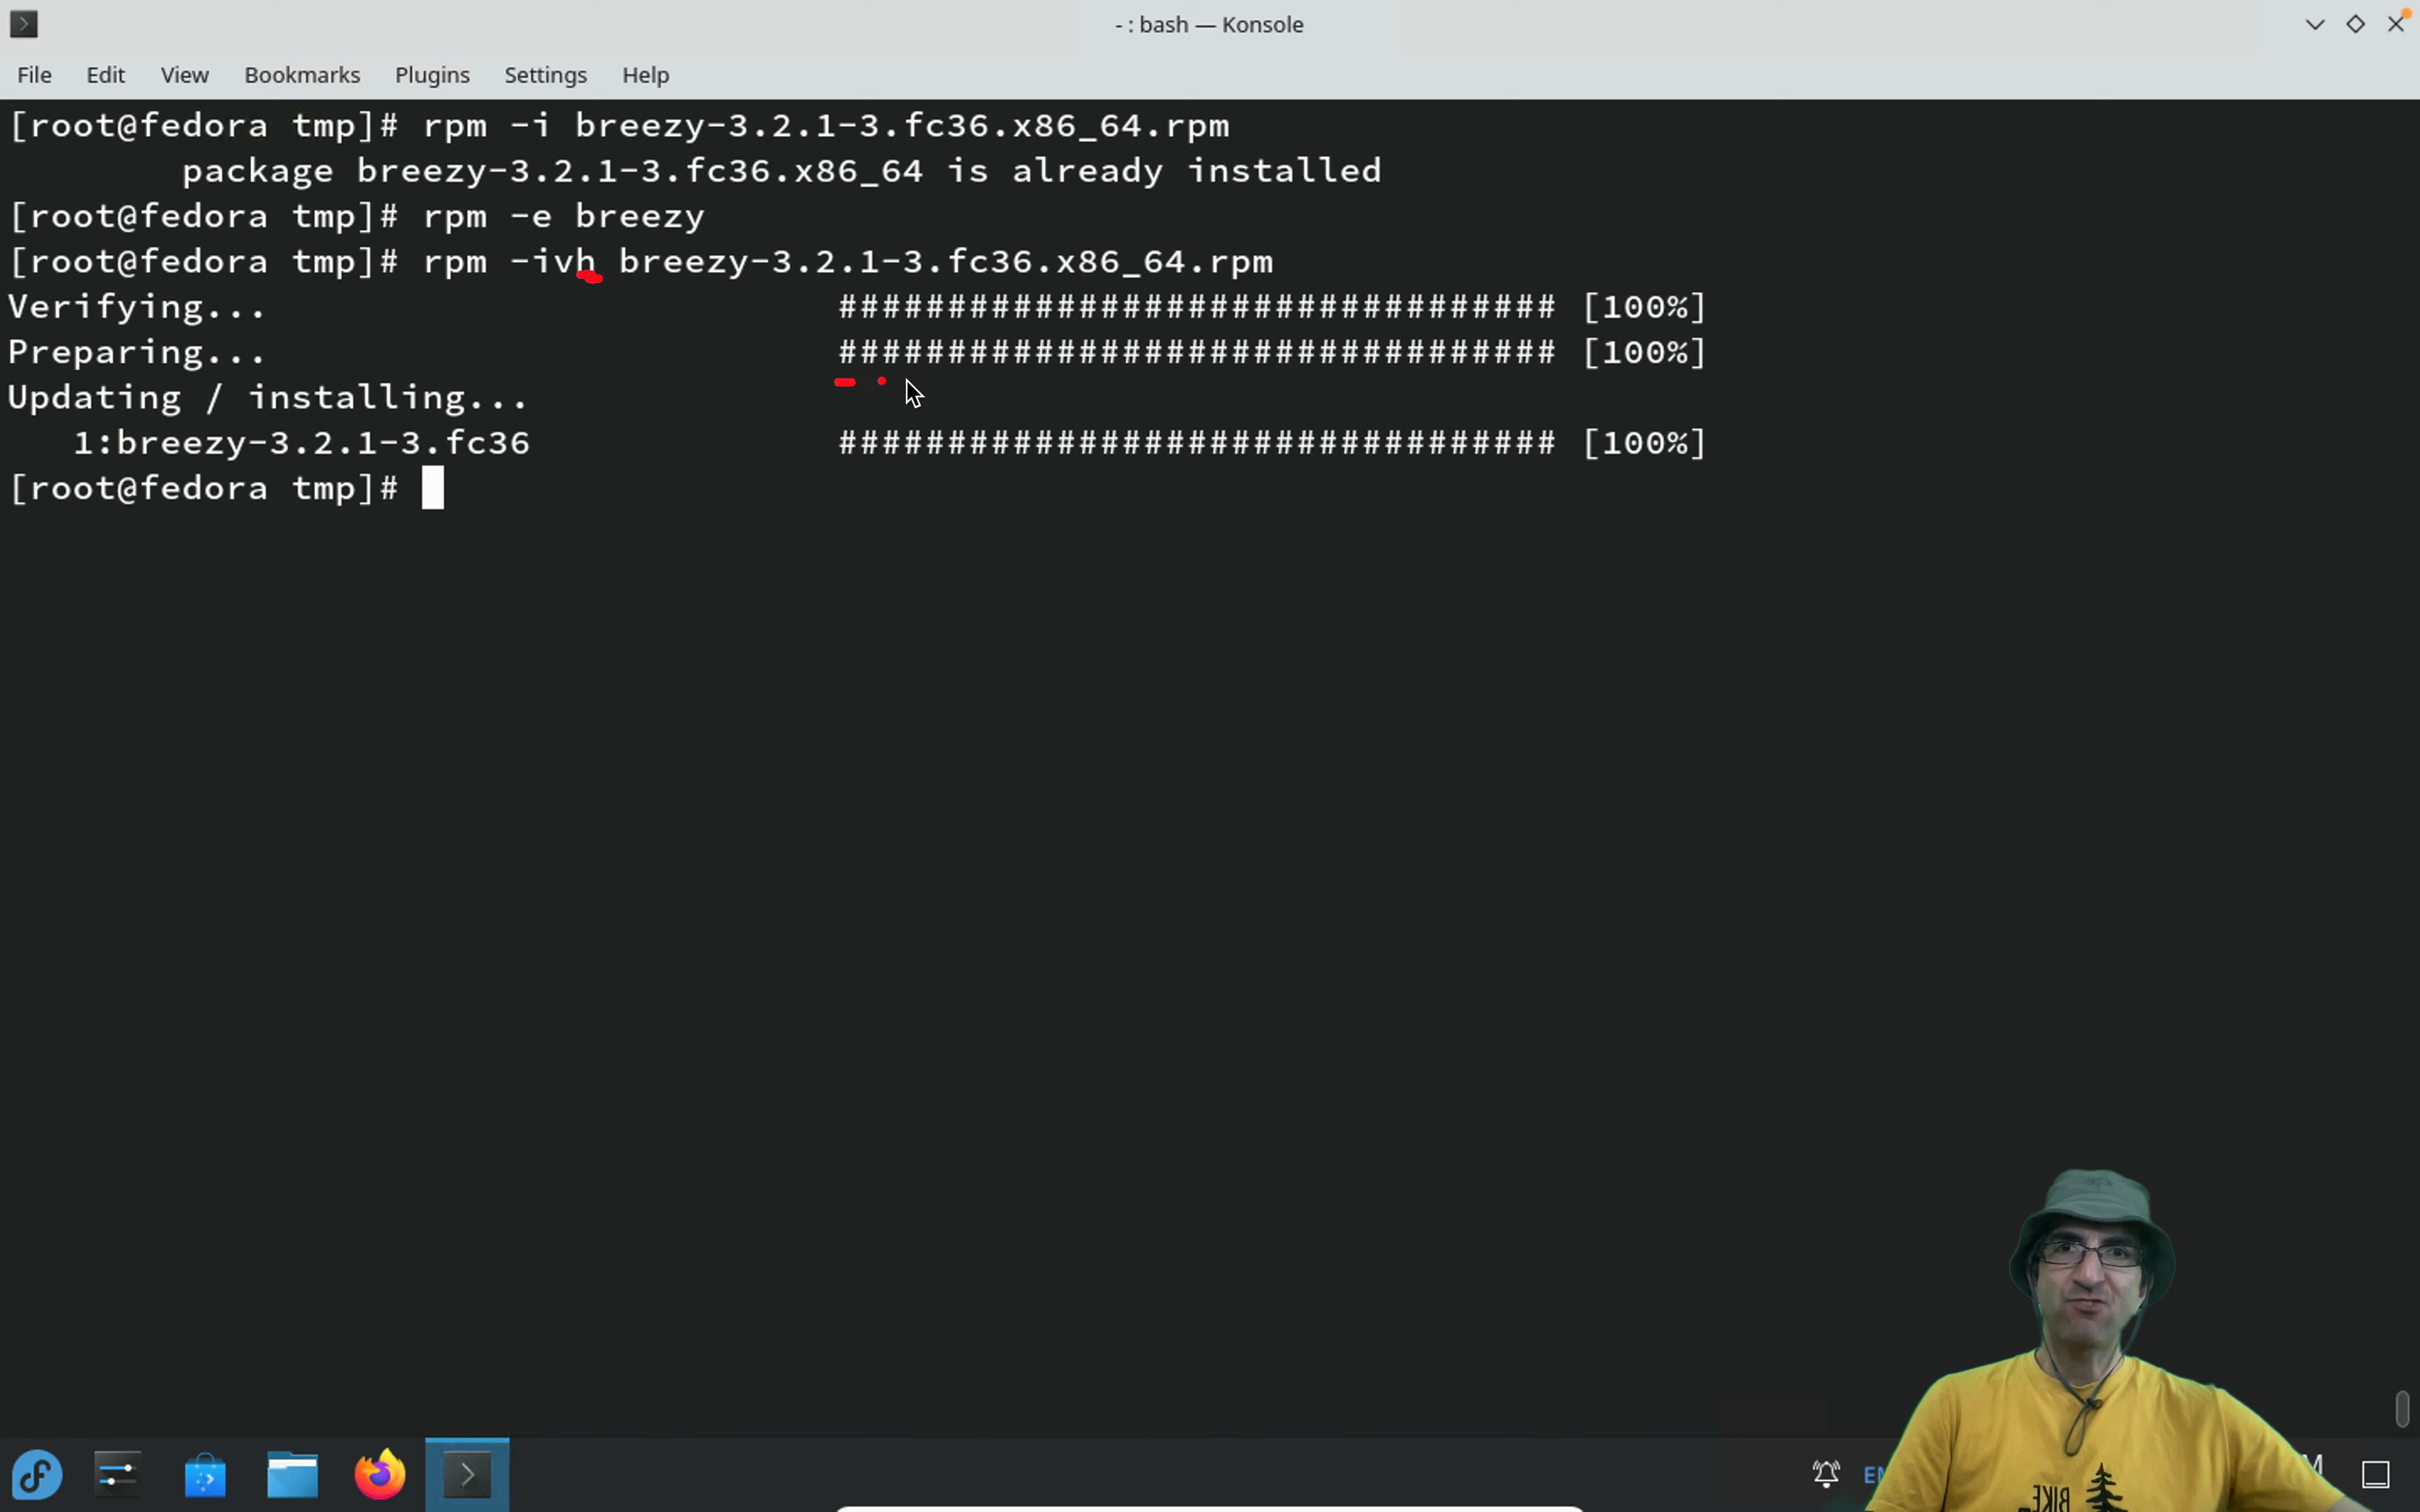 - : bash — Konsole
File Edit View Bookmarks Plugins Settings Help
[root@fedora tmp]# rpm -i breezy-3.2.1-3.fc36.x86_64.rpm
        package breezy-3.2.1-3.fc36.x86_64 is already installed
[root@fedora tmp]# rpm -e breezy
[root@fedora tmp]# rpm -ivh breezy-3.2.1-3.fc36.x86_64.rpm
Verifying...                          ################################# [100%]
Preparing...                          ################################# [100%]
Updating / installing...
   1:breezy-3.2.1-3.fc36              ################################# [100%]
[root@fedora tmp]#
BIKE